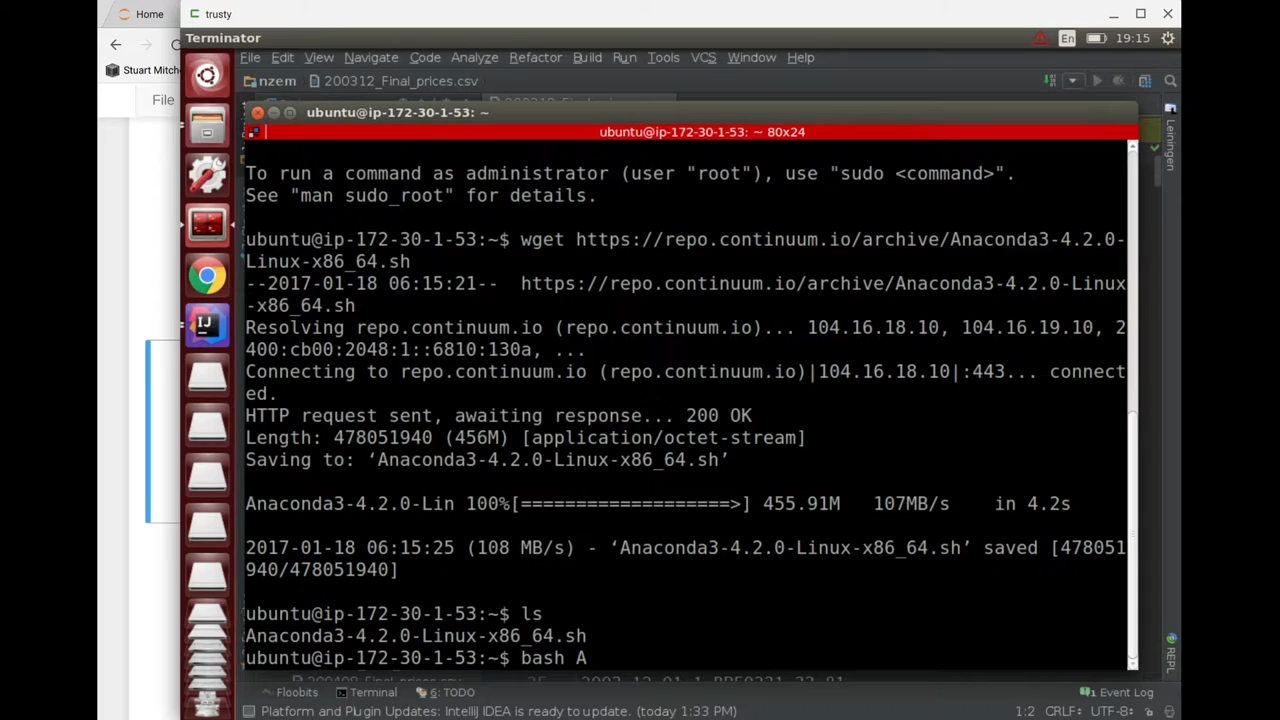 Home
trusty
Terminator
En
19:15
File Edit View Navigate Code Analyze Refactor Build Run Tools VCS Window Help
Stuart Mitch
nzem 200312_Final_prices.csv
File
ubuntu@ip-172-30-1-53: ~
ubuntu@ip-172-30-1-53: ~ 80x24
To run a command as administrator (user "root"), use "sudo <command>".
See "man sudo_root" for details.
ubuntu@ip-172-30-1-53:~$ wget https://repo.continuum.io/archive/Anaconda3-4.2.0-
Linux-x86_64.sh
--2017-01-18 06:15:21-- https://repo.continuum.io/archive/Anaconda3-4.2.0-Linux
-x86_64.sh
Resolving repo.continuum.io (repo.continuum.io)... 104.16.18.10, 104.16.19.10, 2
400:cb00:2048:1::6810:130a, ...
Connecting to repo.continuum.io (repo.continuum.io)|104.16.18.10|:443... connect
ed.
HTTP request sent, awaiting response... 200 OK
Length: 478051940 (456M) [application/octet-stream]
Saving to: ‘Anaconda3-4.2.0-Linux-x86_64.sh’
Anaconda3-4.2.0-Lin 100%[===================>] 455.91M 107MB/s in 4.2s
2017-01-18 06:15:25 (108 MB/s) - ‘Anaconda3-4.2.0-Linux-x86_64.sh’ saved [478051
940/478051940]
ubuntu@ip-172-30-1-53:~$ ls
Anaconda3-4.2.0-Linux-x86_64.sh
ubuntu@ip-172-30-1-53:~$ bash A
Leiningen
REPL
Floobits Terminal 6: TODO Event Log
Platform and Plugin Updates: IntelliJ IDEA is ready to update. (today 1:33 PM) 1:2 CRLF÷ UTF-8÷